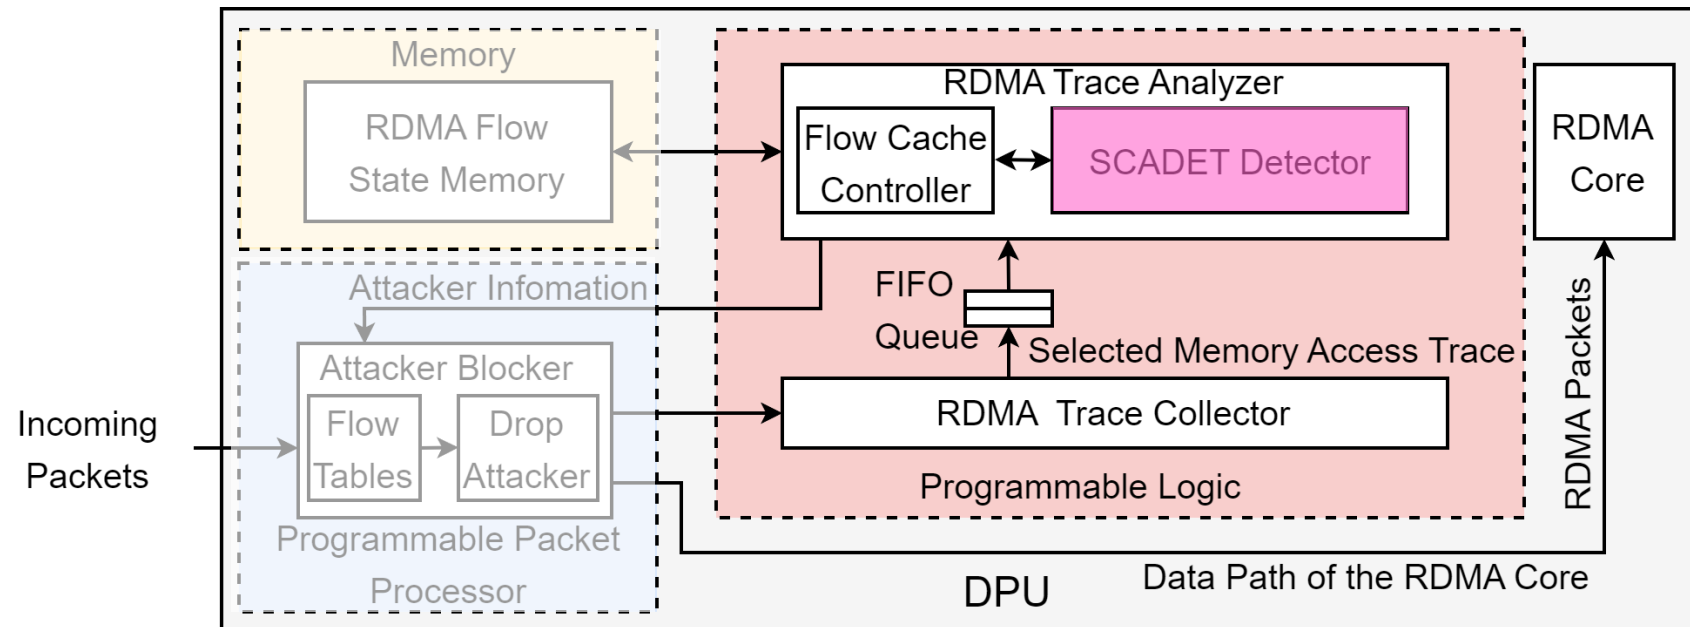 Memory
RDMA Flow
State Memory
RDMA Trace Analyzer
Flow Cache
Controller
SCADET Detector
RDMA
Core
Attacker Infomation
FIFO
Queue
Selected Memory Access Trace
RDMA Packets
Attacker Blocker
Flow
Tables
Drop
Attacker
RDMA Trace Collector
Incoming
Packets
Programmable Logic
Programmable Packet
Processor
DPU
Data Path of the RDMA Core